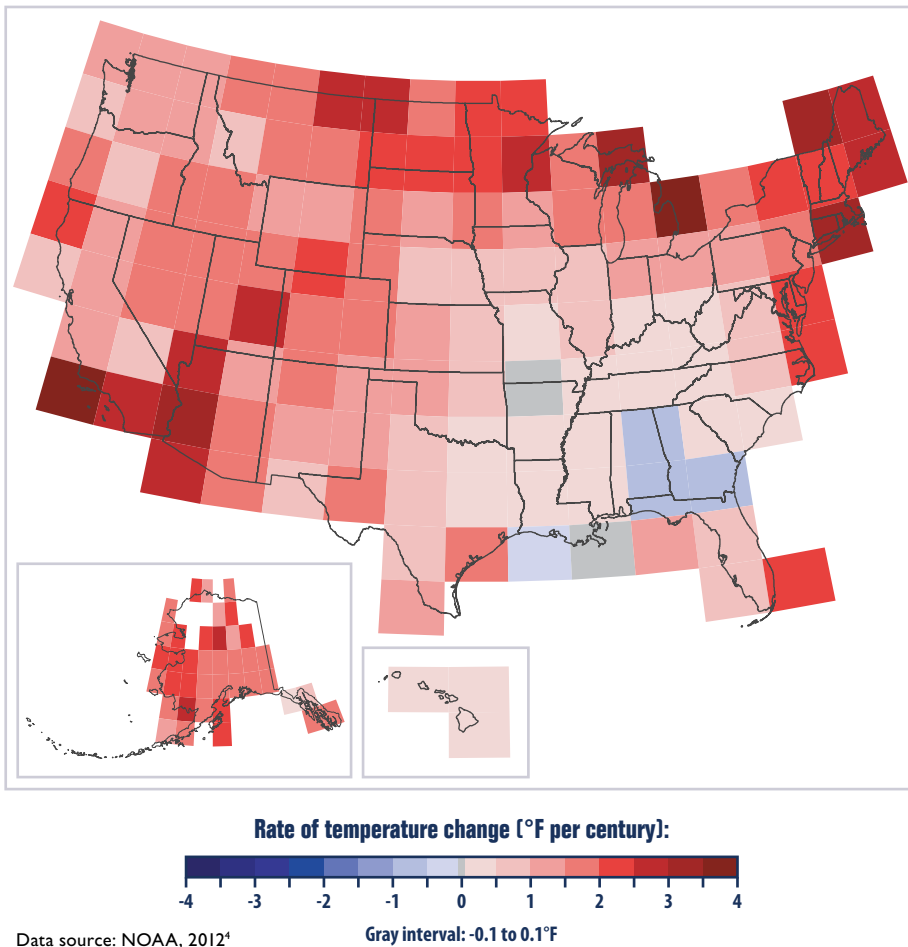 Rate of temperature change (°F per century):
-4 -3 -2 -1 0 1 2 3 4
Gray interval: -0.1 to 0.1°F
Data source: NOAA, 2012⁴